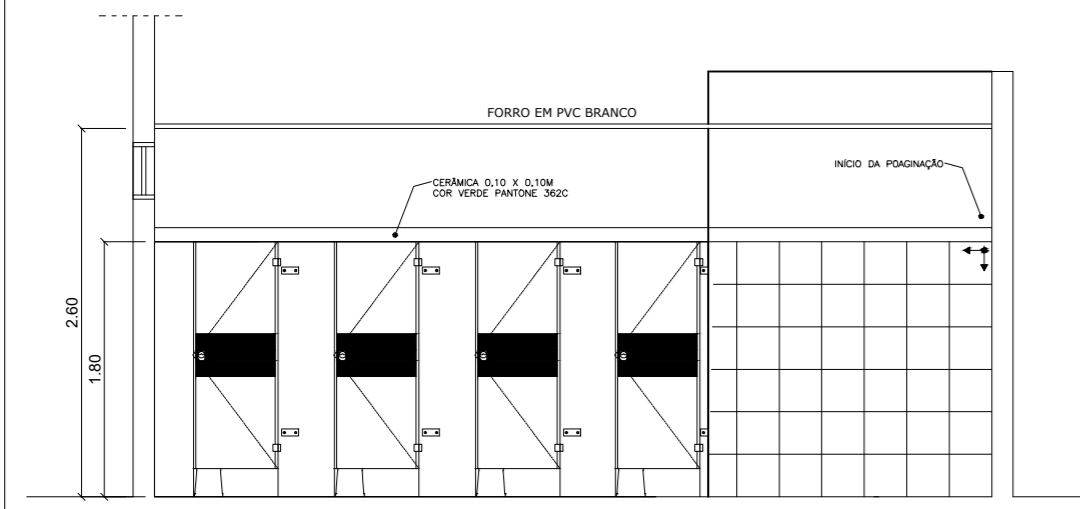 FORRO EM PVC BRANCO
INÍCIO DA POAGINAÇÃO
CERÂMICA 0,10 X 0,10M
COR VERDE PANTONE 362C
2.60
1.80